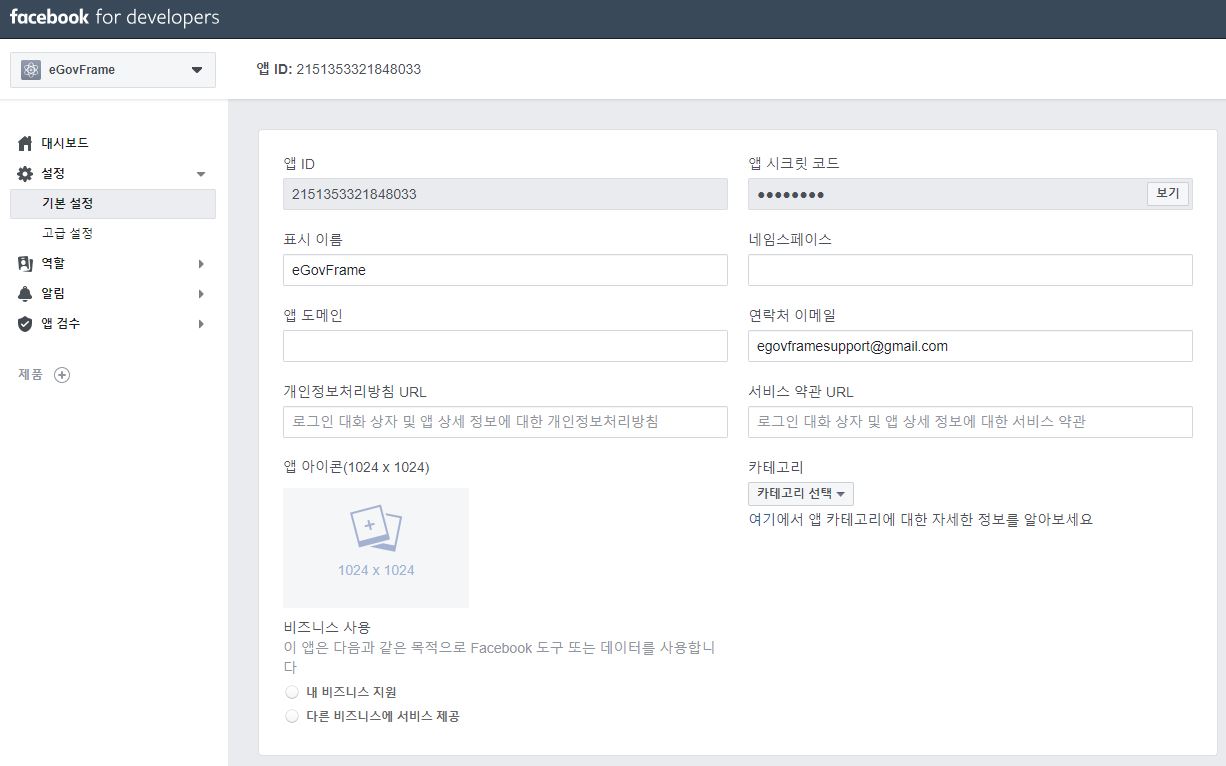 facebook for developers
eGovFrame
앱 ID: 2151353321848033
대시보드
설정
기본 설정
고급 설정
역할
알림
앱 검수
제품
앱 ID
2151353321848033
앱 시크릿 코드
●●●●●●●●
보기
표시 이름
eGovFrame
네임스페이스
앱 도메인
연락처 이메일
egovframesupport@gmail.com
개인정보처리방침 URL
로그인 대화 상자 및 앱 상세 정보에 대한 개인정보처리방침
서비스 약관 URL
로그인 대화 상자 및 앱 상세 정보에 대한 서비스 약관
앱 아이콘(1024 x 1024)
1024 x 1024
카테고리
카테고리 선택
여기에서 앱 카테고리에 대한 자세한 정보를 알아보세요
비즈니스 사용
이 앱은 다음과 같은 목적으로 Facebook 도구 또는 데이터를 사용합니
다
내 비즈니스 지원
다른 비즈니스에 서비스 제공